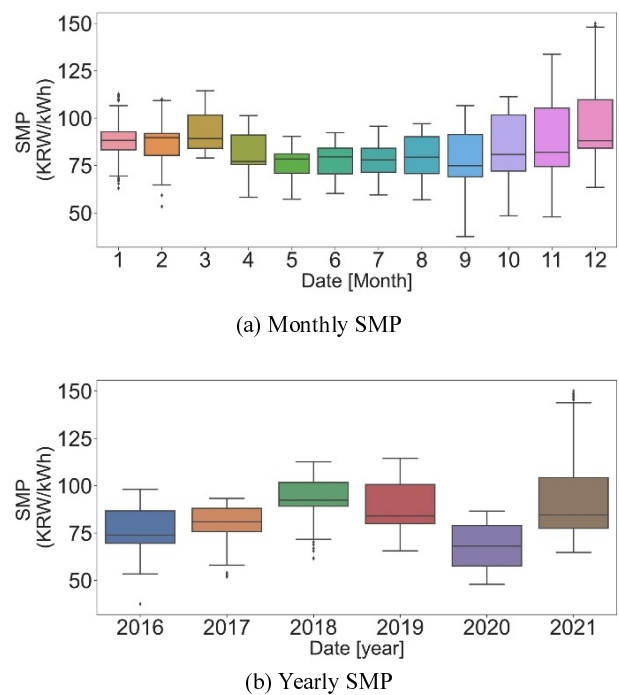 150
125
100
75
50
SMP
(KRW/kWh)
1 2 3 4 5 6 7 8 9 10 11 12
Date [Month]
(a) Monthly SMP
150
125
100
75
50
SMP
(KRW/kWh)
2016 2017 2018 2019 2020 2021
Date [year]
(b) Yearly SMP